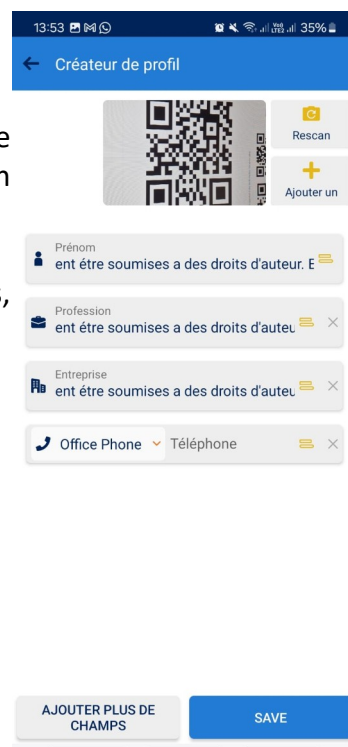 13:53 35%
Créateur de profil
Rescan
Ajouter un
Prénom
ent étre soumises a des droits d'auteur. E
Profession
ent étre soumises a des droits d'auteu
Entreprise
ent étre soumises a des droits d'auteu
Office Phone Téléphone
AJOUTER PLUS DE
CHAMPS
SAVE